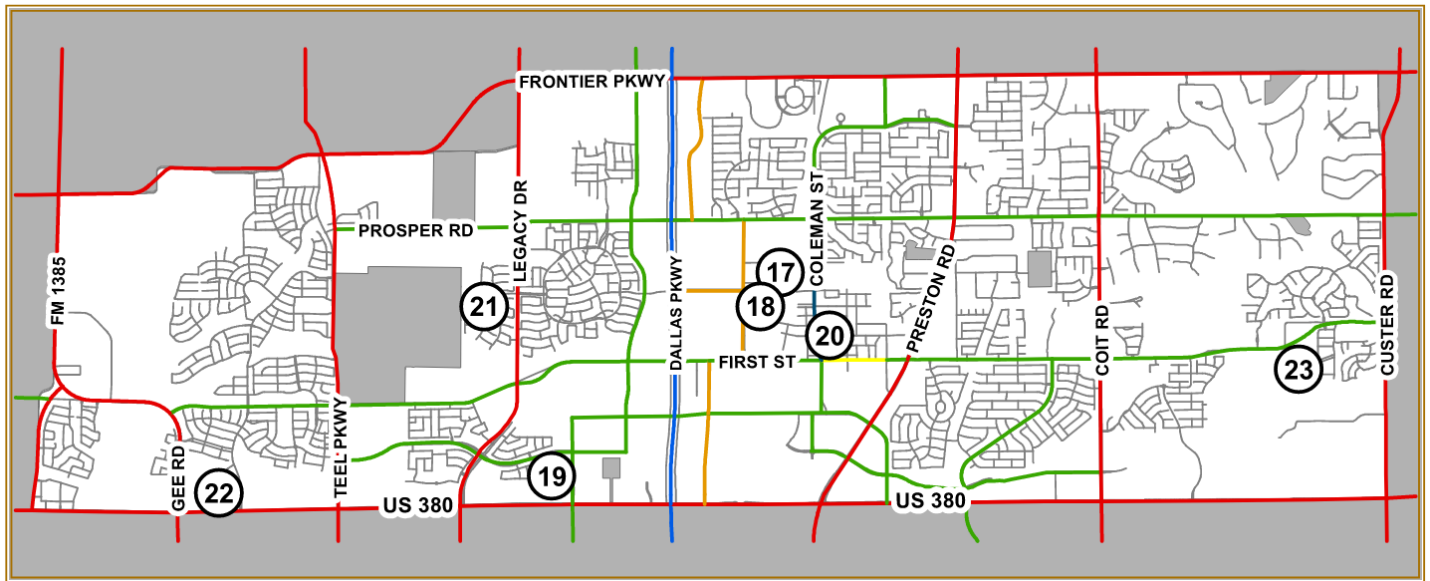 FRONTIER PKWY
LEGACY DR
COLEMAN ST
PROSPER RD
17
PRESTON RD
FM 1385
21
DALLAS PKWY
18
CUSTER RD
20
COIT RD
FIRST ST
23
TEEL PKWY
GEE RD
19
22
US 380
US 380